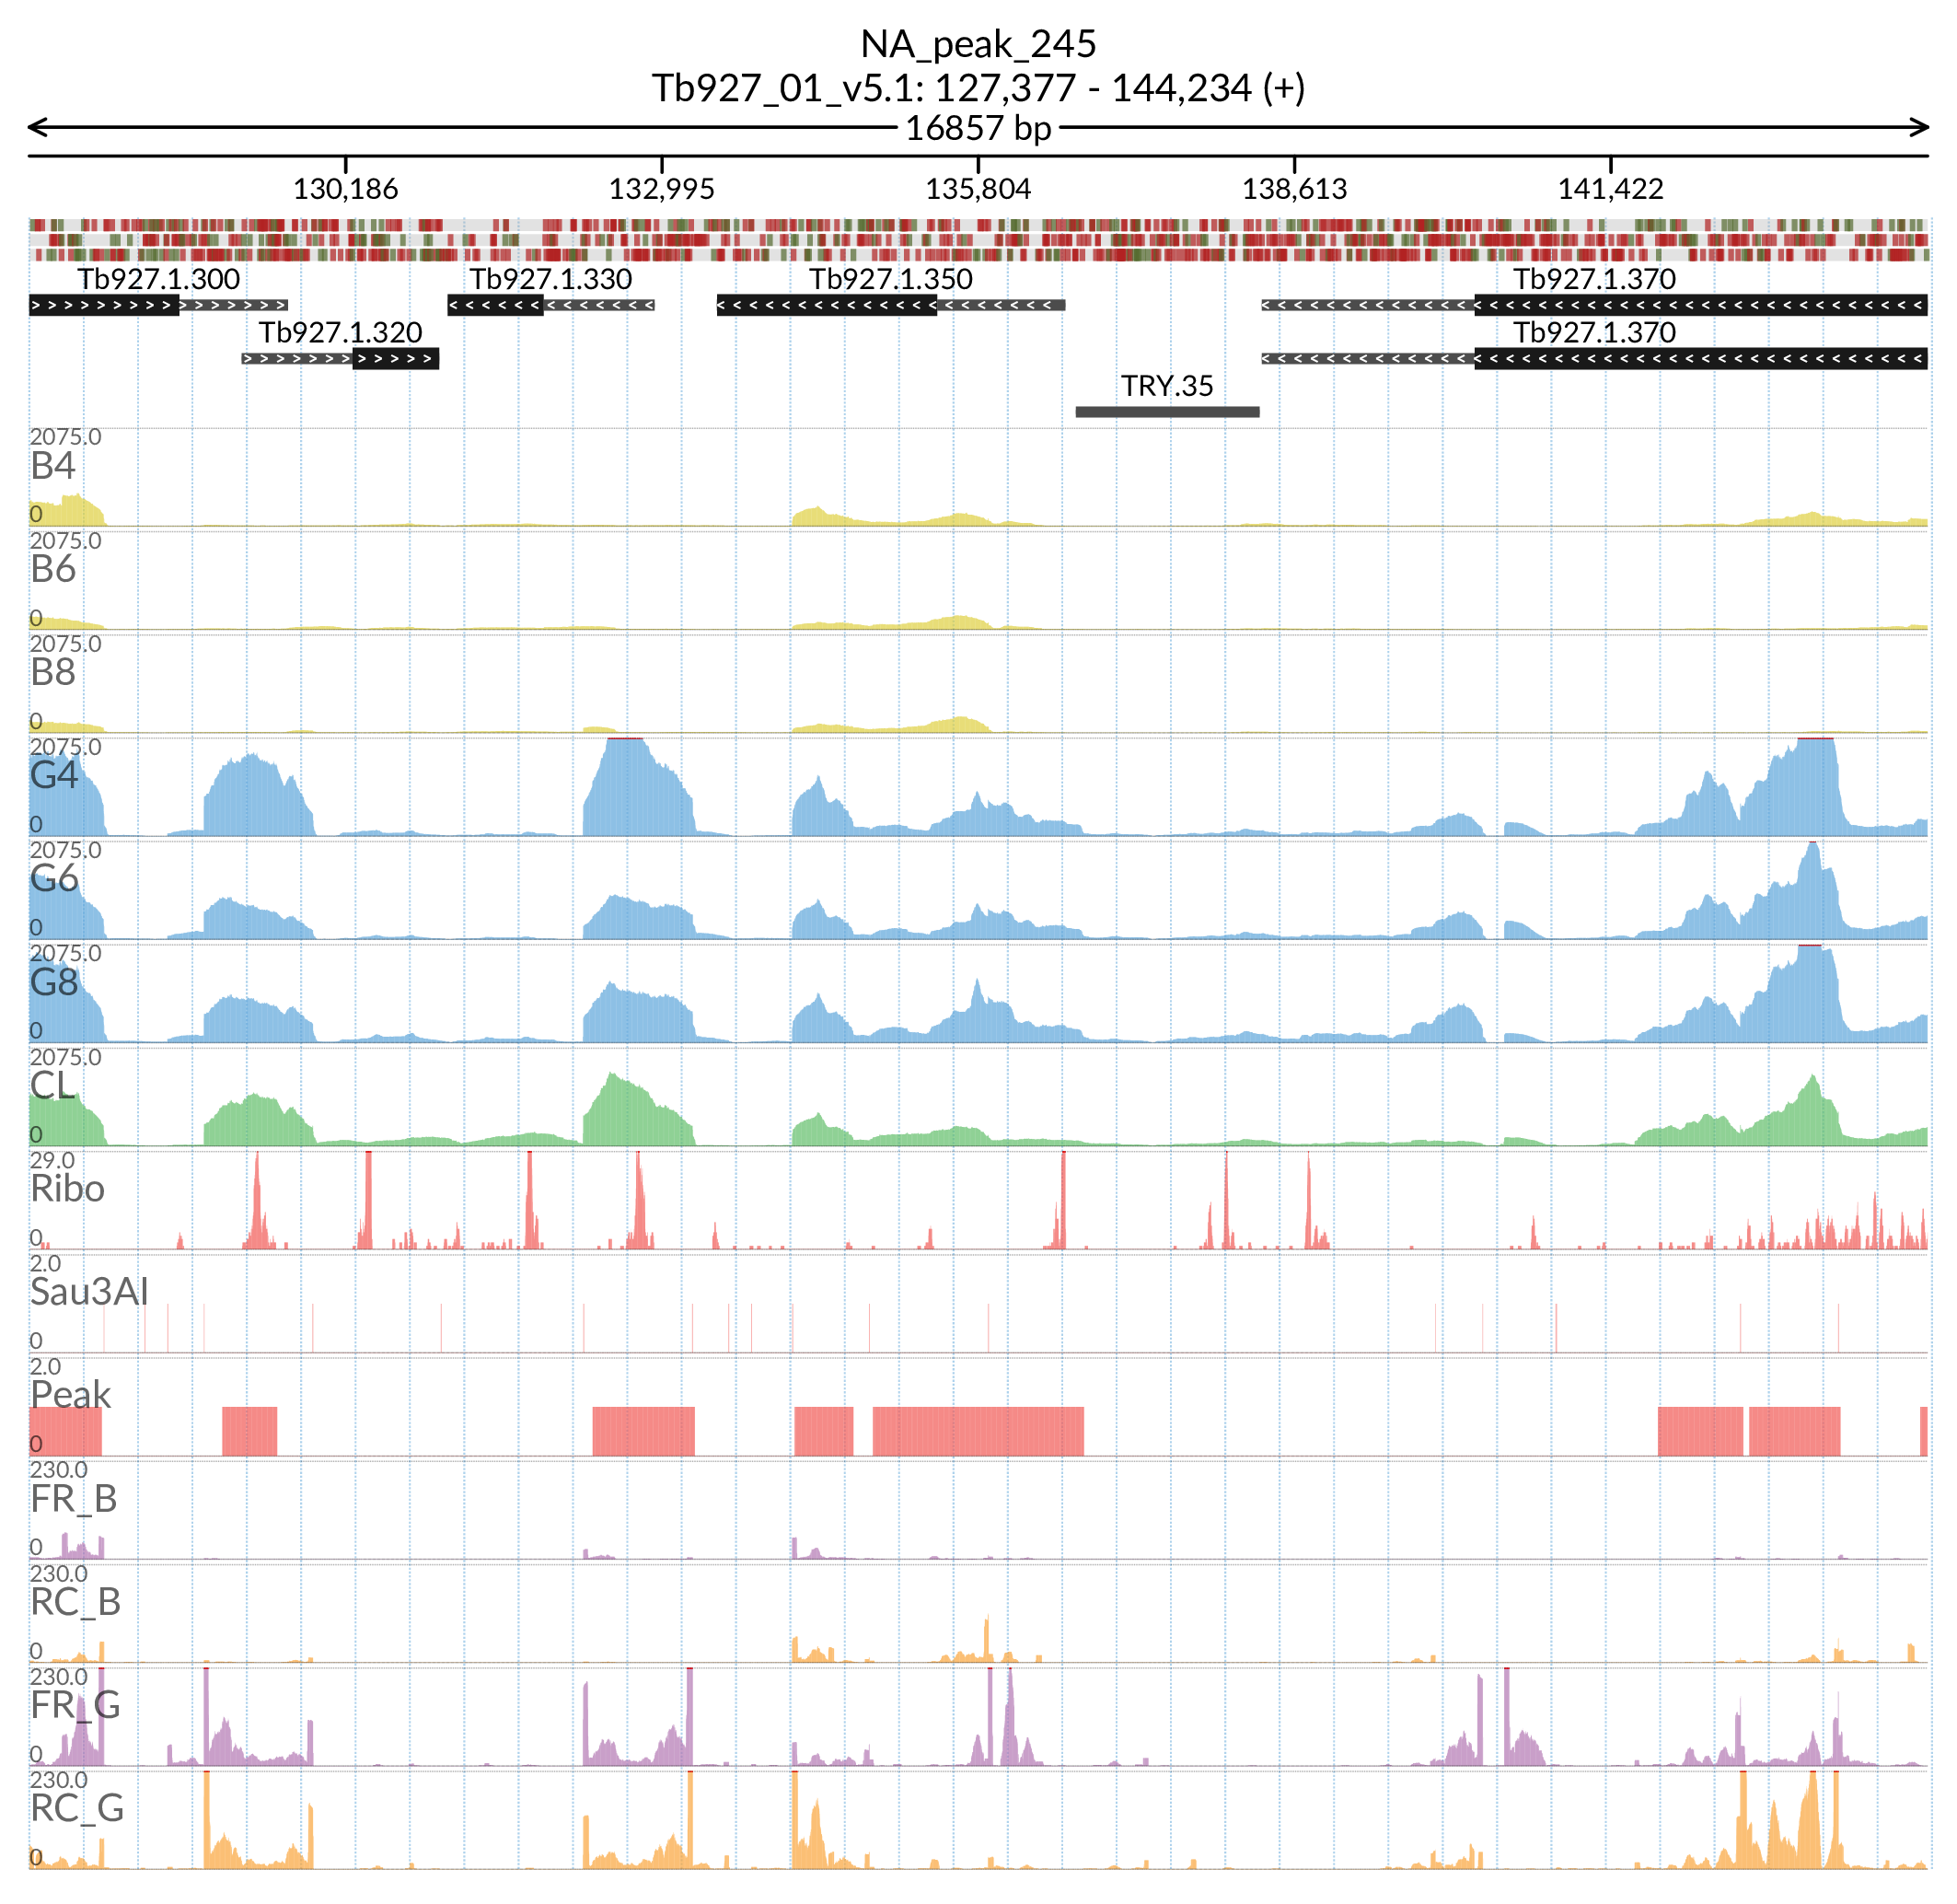 NA_peak_245
Tb927_01_v5.1: 127,377 - 144,234 (+)
16857 bp
130,186 132,995 135,804 138,613 141,422
Tb927.1.300 Tb927.1.330 Tb927.1.350 Tb927.1.370
Tb927.1.320 Tb927.1.370
TRY.35
2075.0
B4
0
2075.0
B6
0
2075.0
B8
0
2075.0
G4
0
2075.0
G6
0
2075.0
G8
0
2075.0
CL
0
29.0
Ribo
0
2.0
Sau3AI
0
2.0
Peak
0
230.0
FR_B
0
230.0
RC_B
0
230.0
FR_G
0
230.0
RC_G
0